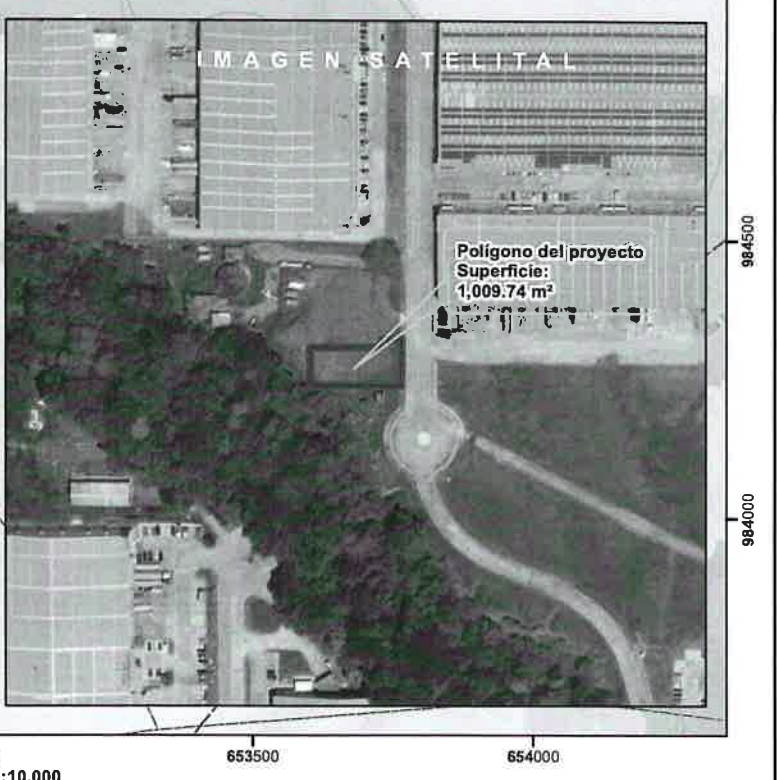 IMAGEN SATELITAL
Polígono del proyecto
Superficie:
1,009.74 m²
984500
984000
653500
654000
:10,000